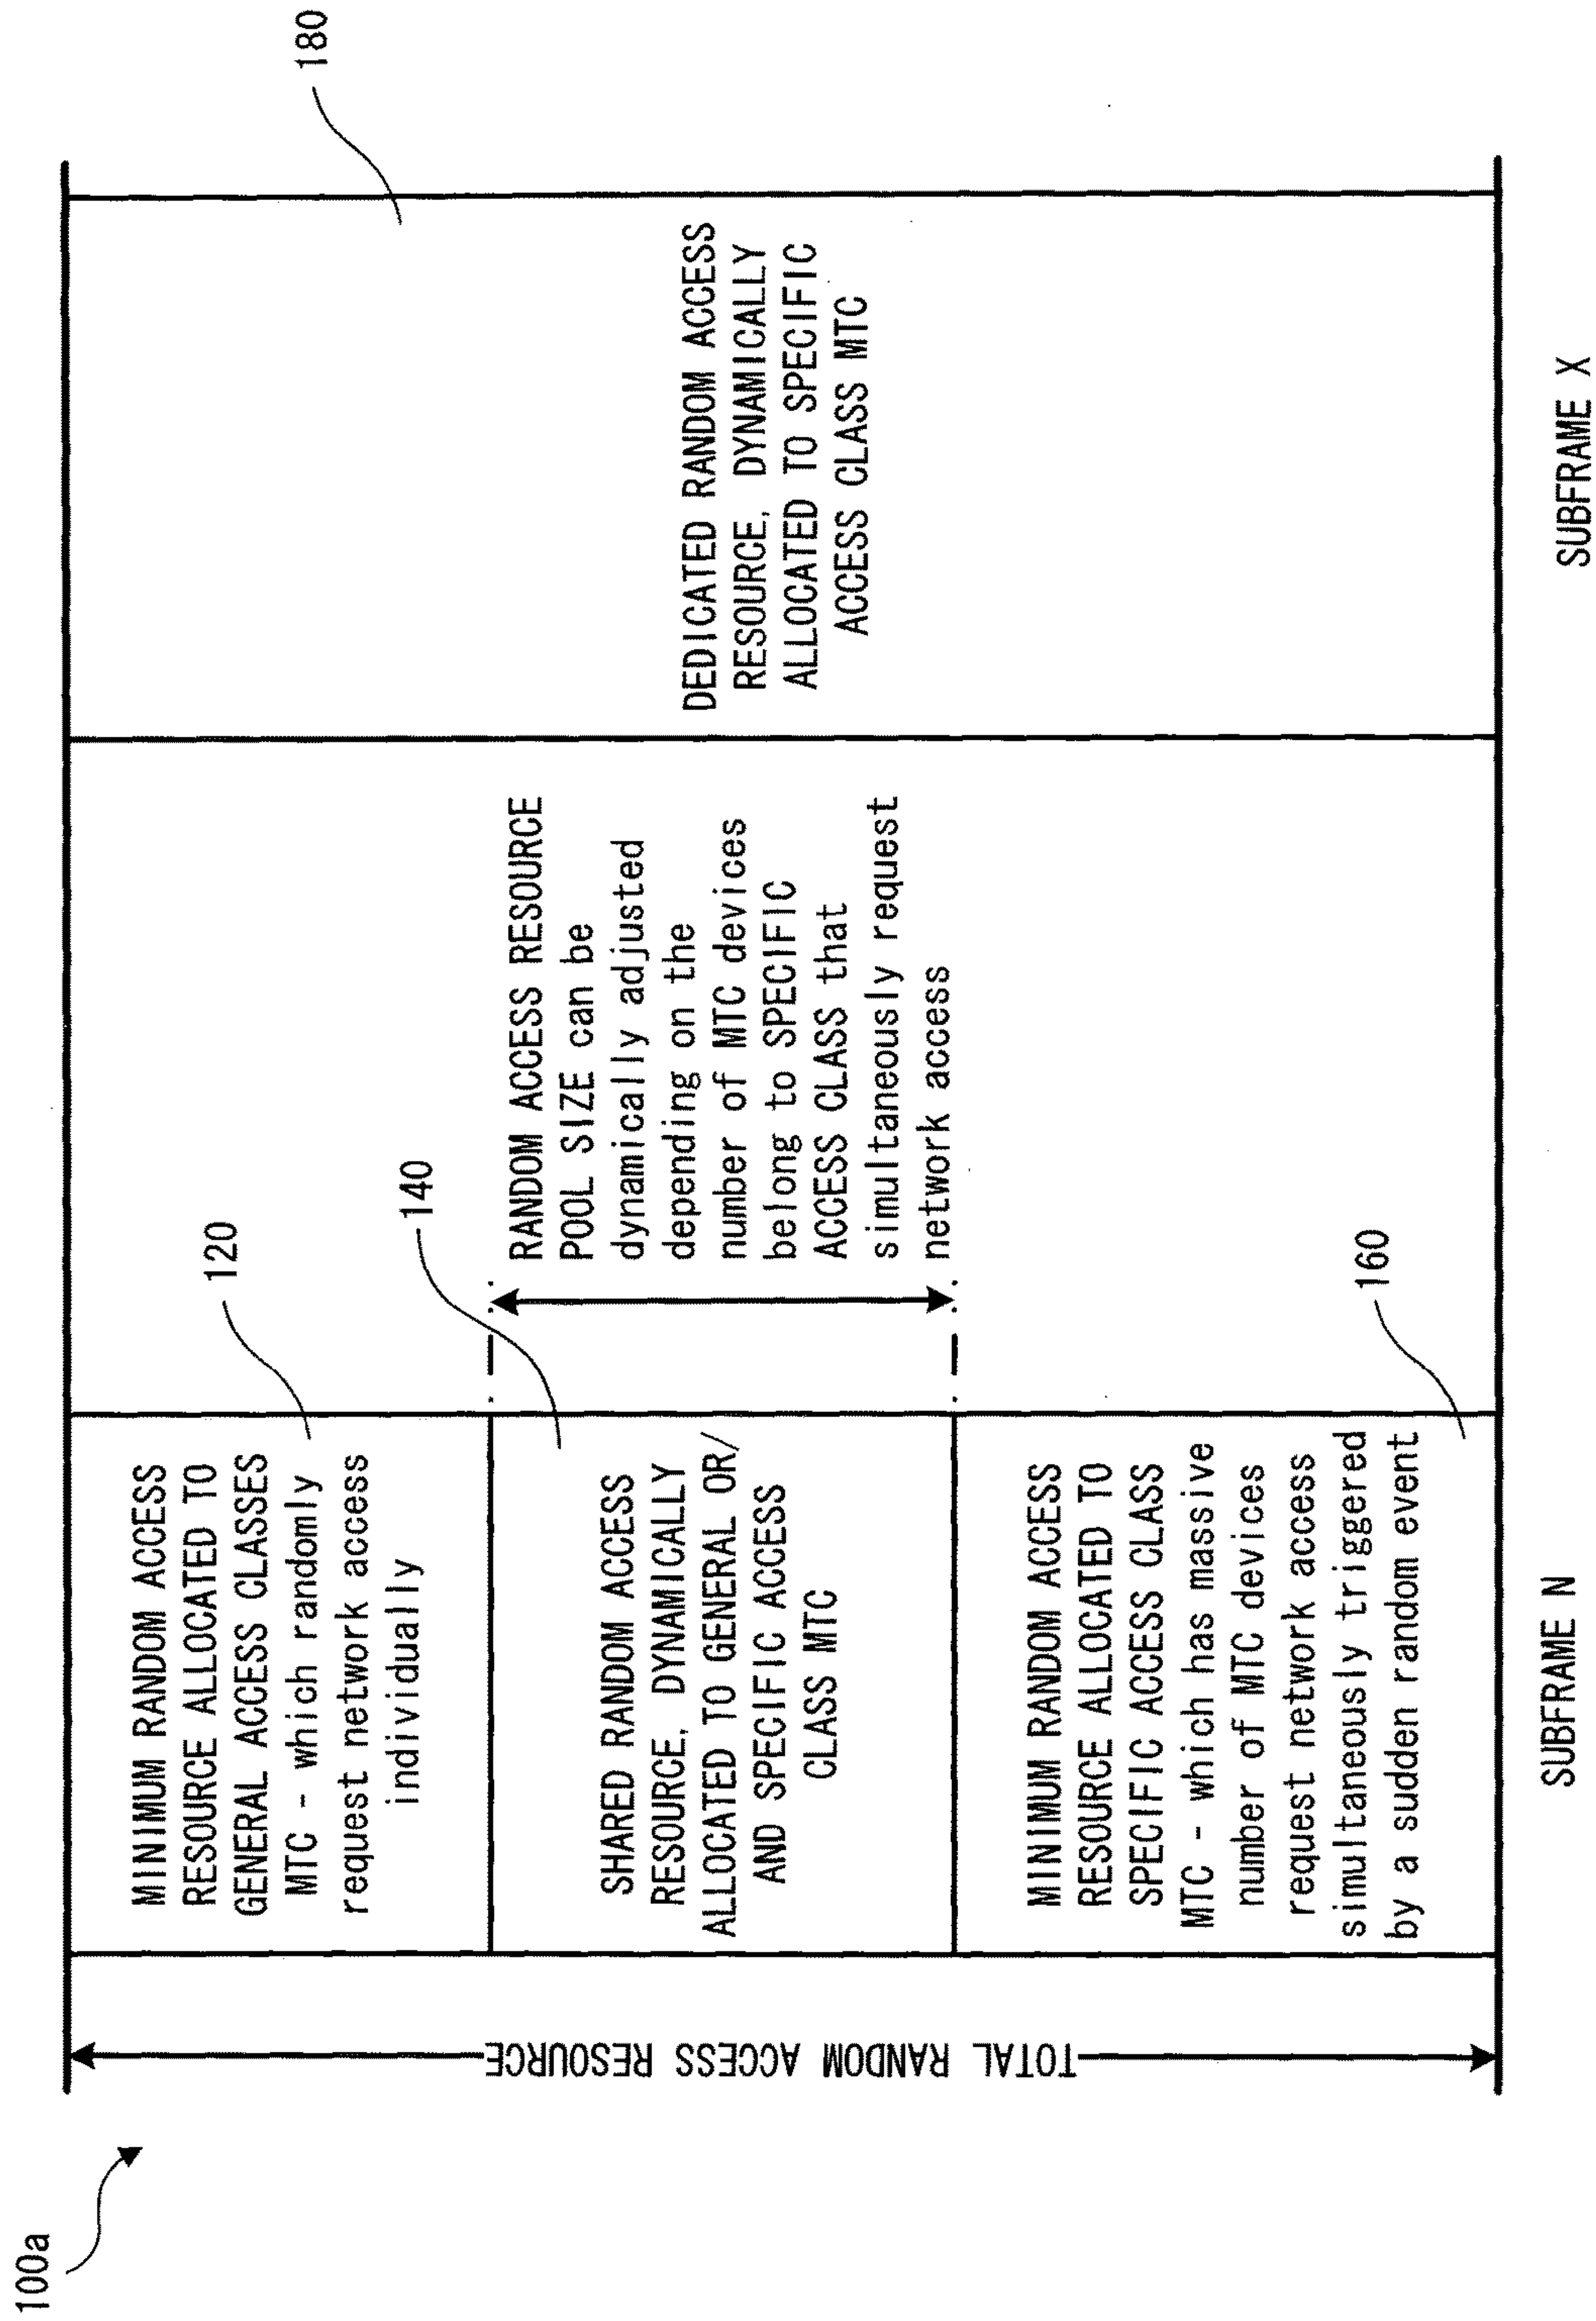 100a
TOTAL RANDOM ACCESS RESOURCE
MINIMUM RANDOM ACCESS
RESOURCE ALLOCATED TO
GENERAL ACCESS CLASSES
MTC - which randomly
request network access
individually
120
SHARED RANDOM ACCESS
RESOURCE, DYNAMICALLY
ALLOCATED TO GENERAL OR/
AND SPECIFIC ACCESS
CLASS MTC
140
MINIMUM RANDOM ACCESS
RESOURCE ALLOCATED TO
SPECIFIC ACCESS CLASS
MTC - which has massive
number of MTC devices
request network access
simultaneously triggered
by a sudden random event
160
SUBFRAME N
RANDOM ACCESS RESOURCE
POOL SIZE can be
dynamically adjusted
depending on the
number of MTC devices
belong to SPECIFIC
ACCESS CLASS that
simultaneously request
network access
DEDICATED RANDOM ACCESS
RESOURCE, DYNAMICALLY
ALLOCATED TO SPECIFIC
ACCESS CLASS MTC
180
SUBFRAME X